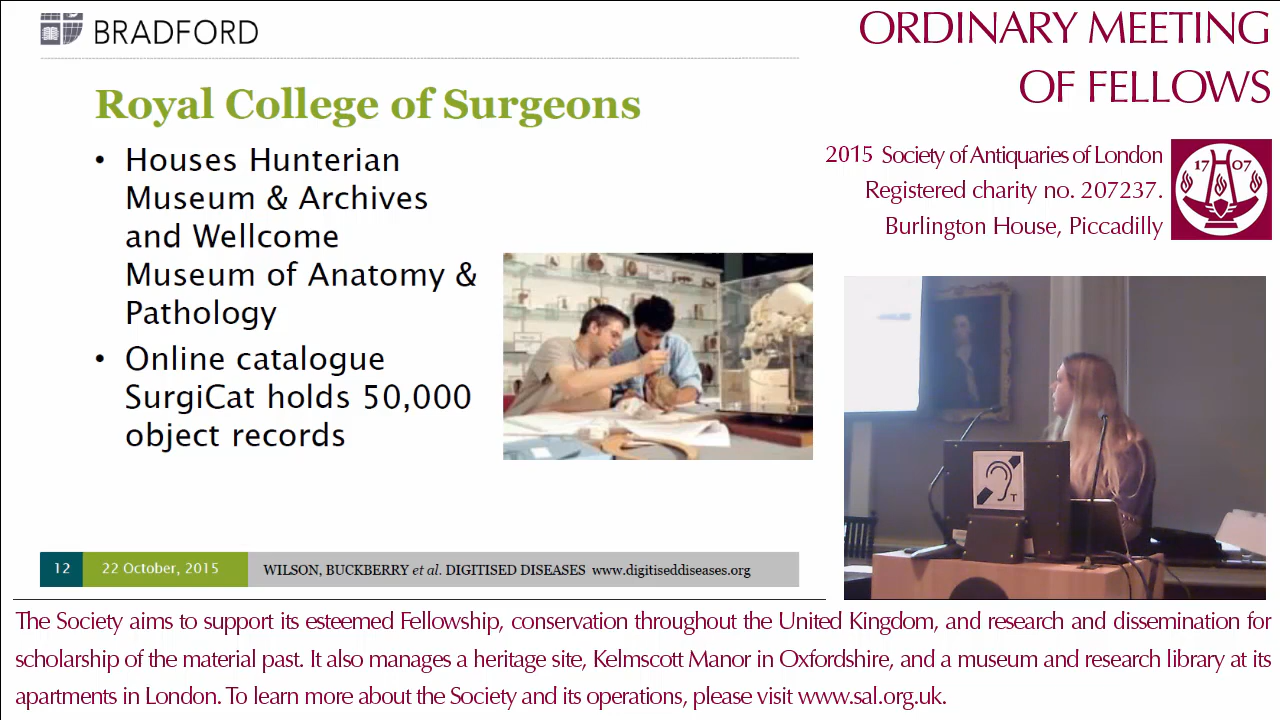 BRADFORD
Royal College of Surgeons
• Houses Hunterian
Museum & Archives
and Wellcome
Museum of Anatomy &
Pathology
• Online catalogue
SurgiCat holds 50,000
object records
12 22 October, 2015 WILSON, BUCKBERRY et al. DIGITISED DISEASES www.digitiseddiseases.org
ORDINARY MEETING
OF FELLOWS
2015 Society of Antiquaries of London
Registered charity no. 207237.
Burlington House, Piccadilly
17 07
T
The Society aims to support its esteemed Fellowship, conservation throughout the United Kingdom, and research and dissemination for
scholarship of the material past. It also manages a heritage site, Kelmscott Manor in Oxfordshire, and a museum and research library at its
apartments in London. To learn more about the Society and its operations, please visit www.sal.org.uk.